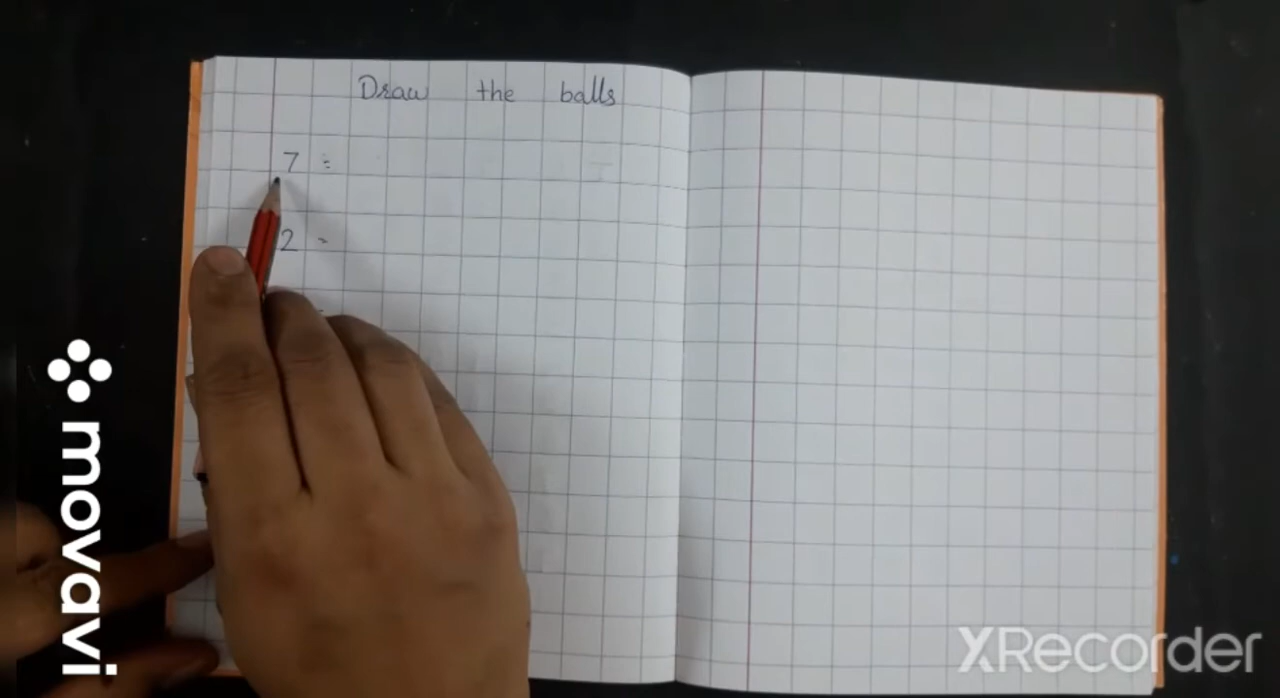 Draw the balls
7 =
2 =
movavi
XRecorder